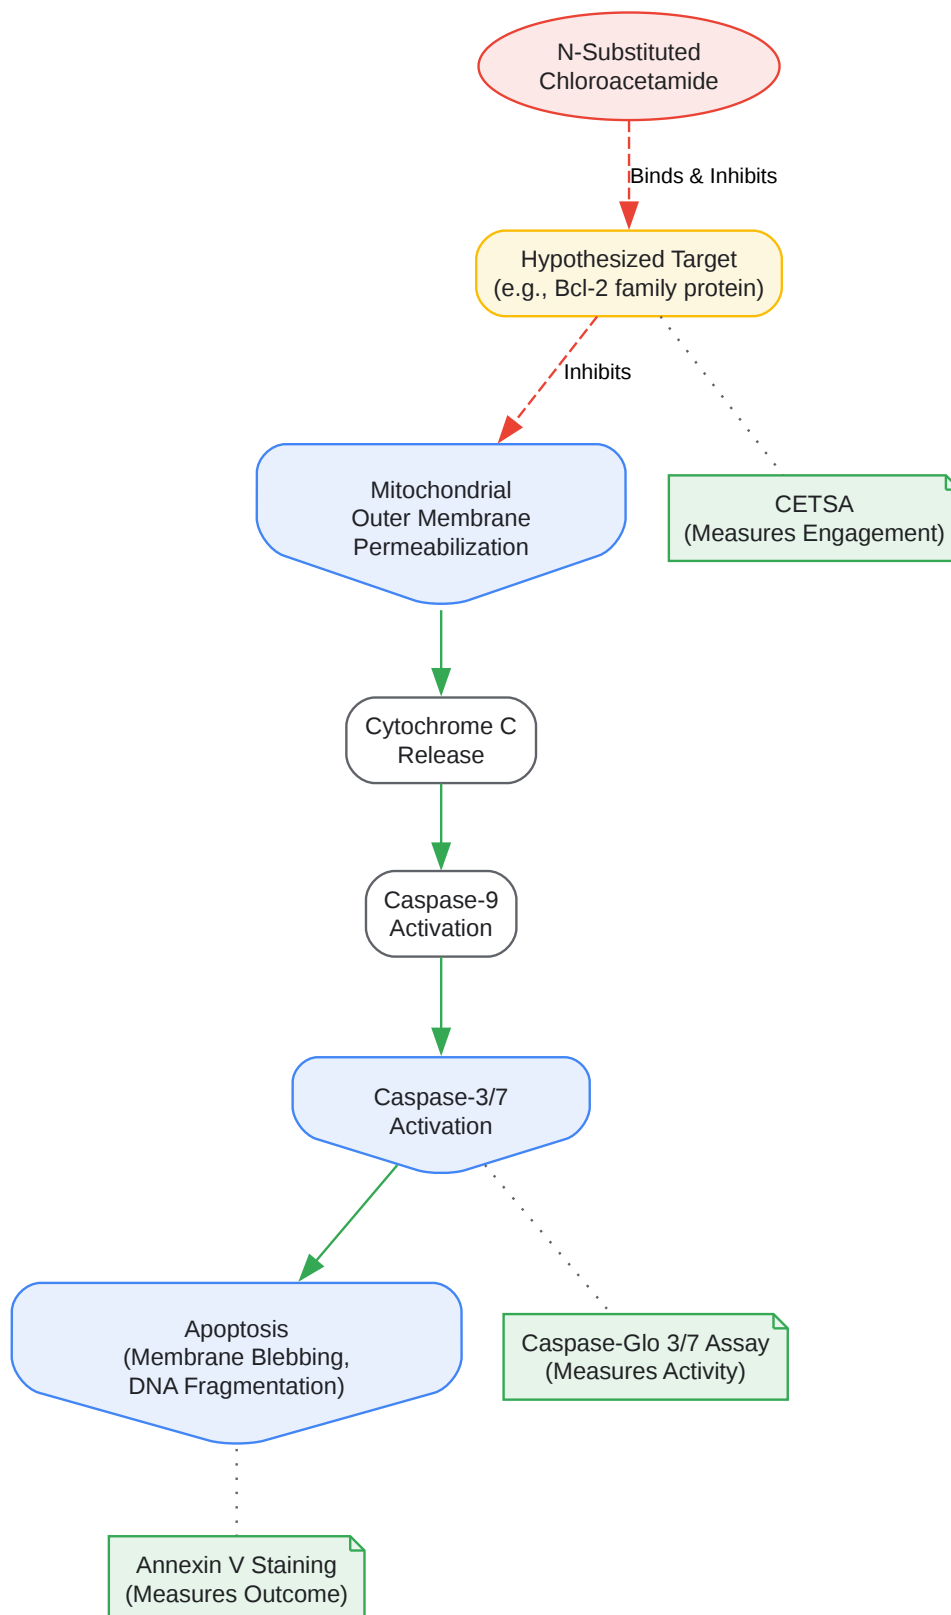 N-Substituted
Chloroacetamide
Binds & Inhibits
Hypothesized Target
(e.g., Bcl-2 family protein)
Inhibits
Mitochondrial
Outer Membrane
Permeabilization
CETSA
(Measures Engagement)
Cytochrome C
Release
Caspase-9
Activation
Caspase-3/7
Activation
Apoptosis
(Membrane Blebbing,
DNA Fragmentation)
Caspase-Glo 3/7 Assay
(Measures Activity)
Annexin V Staining
(Measures Outcome)